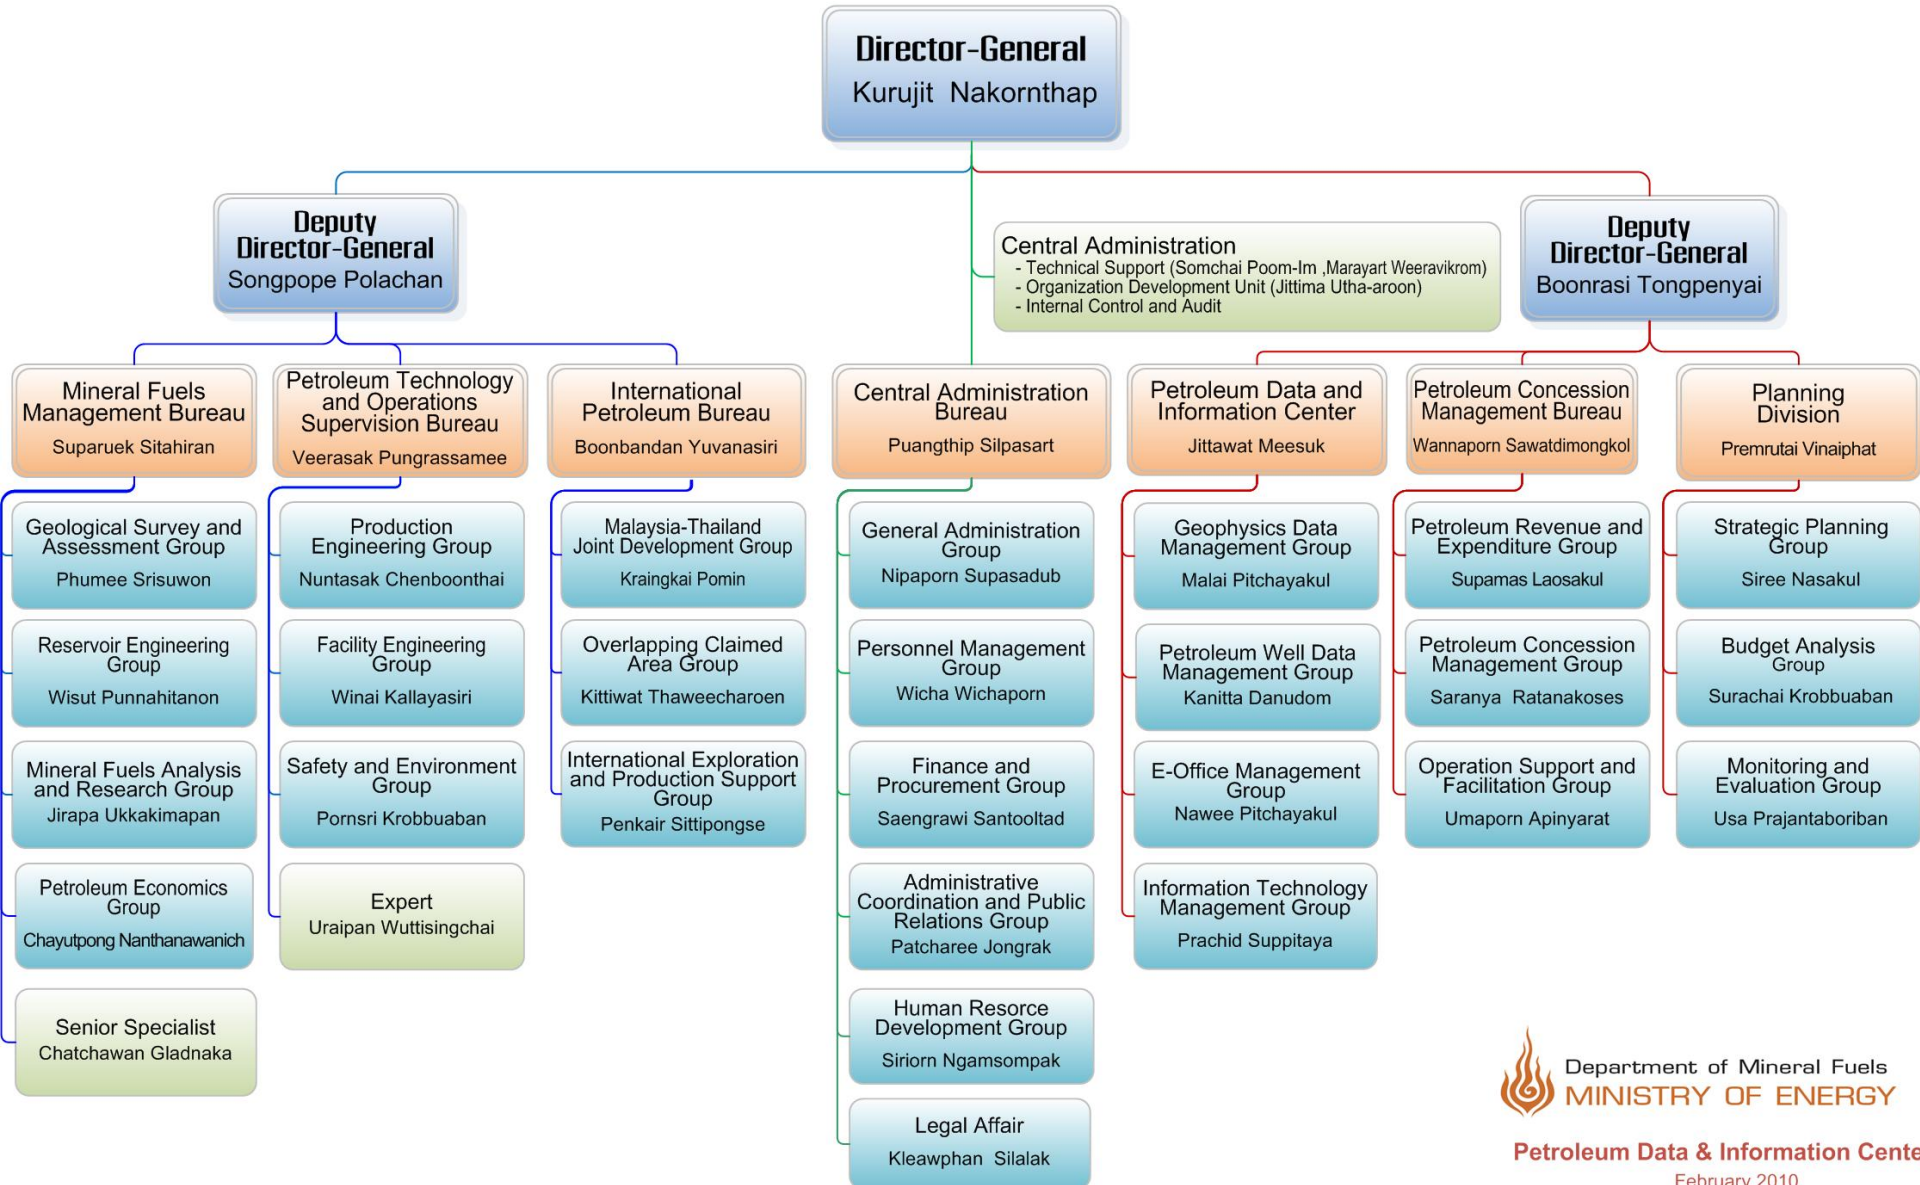 Director-General
Kurujit Nakornthap
Deputy
Director-General
Songpope Polachan
Central Administration
- Technical Support (Somchai Poom-Im ,Marayart Weeravikrom)
- Organization Development Unit (Jittima Utha-aroon)
- Internal Control and Audit
Deputy
Director-General
Boonrasi Tongpenyai
Mineral Fuels
Management Bureau
Suparuek Sitahiran
Petroleum Technology
and Operations
Supervision Bureau
Veerasak Pungrassamee
International
Petroleum Bureau
Boonbandan Yuvanasiri
Central Administration
Bureau
Puangthip Silpasart
Petroleum Data and
Information Center
Jittawat Meesuk
Petroleum Concession
Management Bureau
Wannaporn Sawatdimongkol
Planning
Division
Premrutai Vinaiphat
Geological Survey and
Assessment Group
Phumee Srisuwon
Production
Engineering Group
Nuntasak Chenboonthai
Malaysia-Thailand
Joint Development Group
Kraingkai Pomin
General Administration
Group
Nipaporn Supasadub
Geophysics Data
Management Group
Malai Pitchayakul
Petroleum Revenue and
Expenditure Group
Supamas Laosakul
Strategic Planning
Group
Siree Nasakul
Reservoir Engineering
Group
Wisut Punnahitanon
Facility Engineering
Group
Winai Kallayasiri
Overlapping Claimed
Area Group
Kittiwat Thaweecharoen
Personnel Management
Group
Wicha Wichaporn
Petroleum Well Data
Management Group
Kanitta Danudom
Petroleum Concession
Management Group
Saranya Ratanakoses
Budget Analysis
Group
Surachai Krobbuaban
Mineral Fuels Analysis
and Research Group
Jirapa Ukkakimapan
Safety and Environment
Group
Pornsri Krobbuaban
International Exploration
and Production Support
Group
Penkair Sittipongse
Finance and
Procurement Group
Saengrawi Santooltad
E-Office Management
Group
Nawee Pitchayakul
Operation Support and
Facilitation Group
Umaporn Apinyarat
Monitoring and
Evaluation Group
Usa Prajantaboriban
Petroleum Economics
Group
Chayutpong Nanthanawanich
Expert
Uraipan Wuttisingchai
Administrative
Coordination and Public
Relations Group
Patcharee Jongrak
Information Technology
Management Group
Prachid Suppitaya
Senior Specialist
Chatchawan Gladnaka
Human Resorce
Development Group
Siriorn Ngamsompak
Legal Affair
Kleawphan Silalak
Department of Mineral Fuels
MINISTRY OF ENERGY
Petroleum Data & Information Cente
February 2010